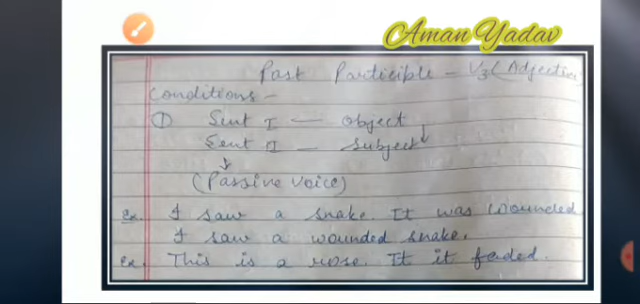 Aman Yadav
Past Participle - V3 (Adjective)
Conditions -
① Sent I — Object
Sent II — Subject
(Passive Voice)
Ex. I saw a snake. It was wounded
I saw a wounded snake.
Ex. This is a rose. It it faded.